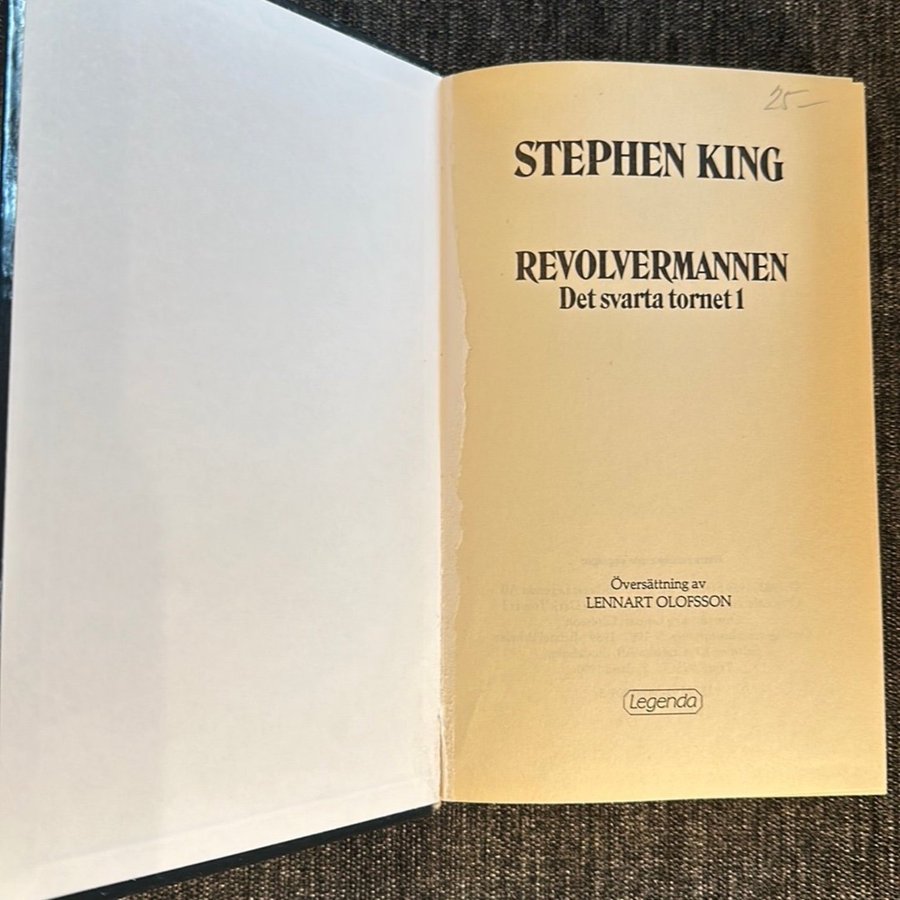 25-
STEPHEN KING
REVOLVERMANNEN
Det svarta tornet 1
Översättning av
LENNART OLOFSSON
Legenda